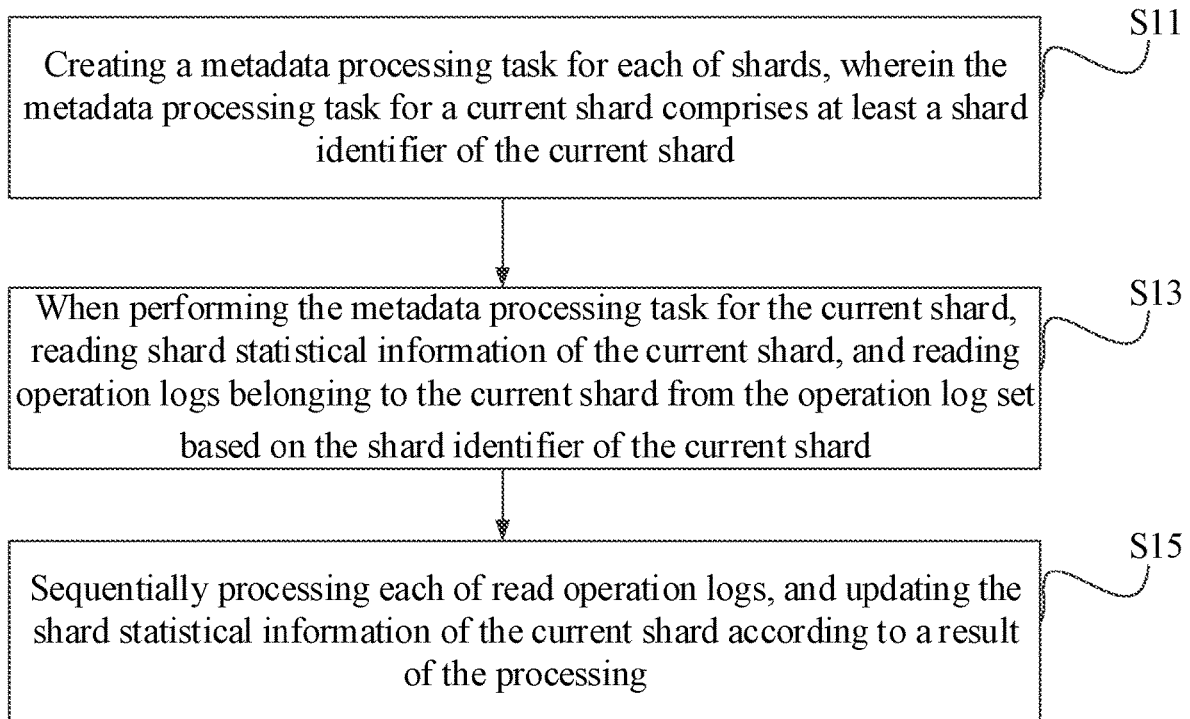 S11
Creating a metadata processing task for each of shards, wherein the
metadata processing task for a current shard comprises at least a shard
identifier of the current shard
S13
When performing the metadata processing task for the current shard,
reading shard statistical information of the current shard, and reading
operation logs belonging to the current shard from the operation log set
based on the shard identifier of the current shard
S15
Sequentially processing each of read operation logs, and updating the
shard statistical information of the current shard according to a result
of the processing